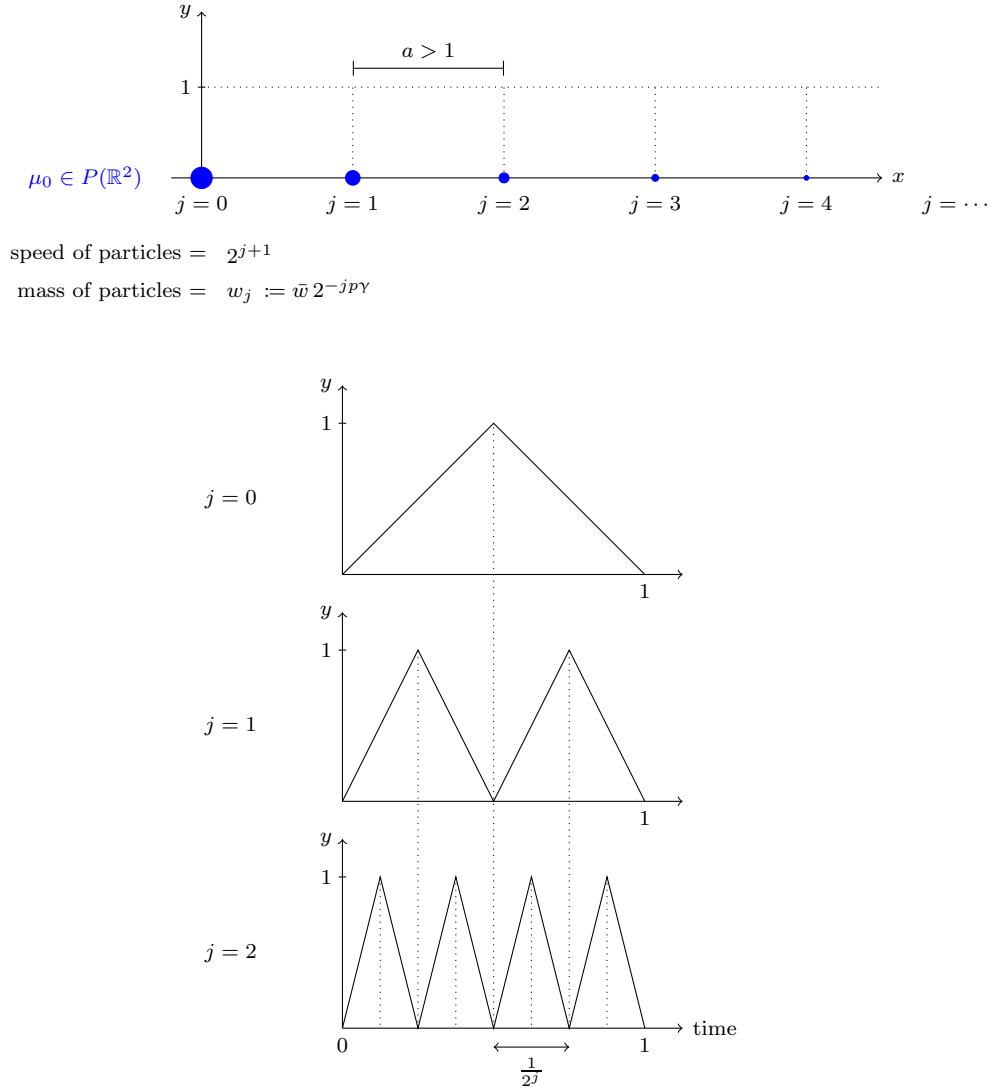 y
a > 1
1
μ₀ ∈ P(ℝ²)
x
j = 0 j = 1 j = 2 j = 3 j = 4 j = ⋯
speed of particles = 2^{j+1}
mass of particles = w_j := w̄ 2^{-jpγ}
y
1
j = 0
1
y
1
j = 1
1
y
1
j = 2
time
0 1
\frac{1}{2^j}